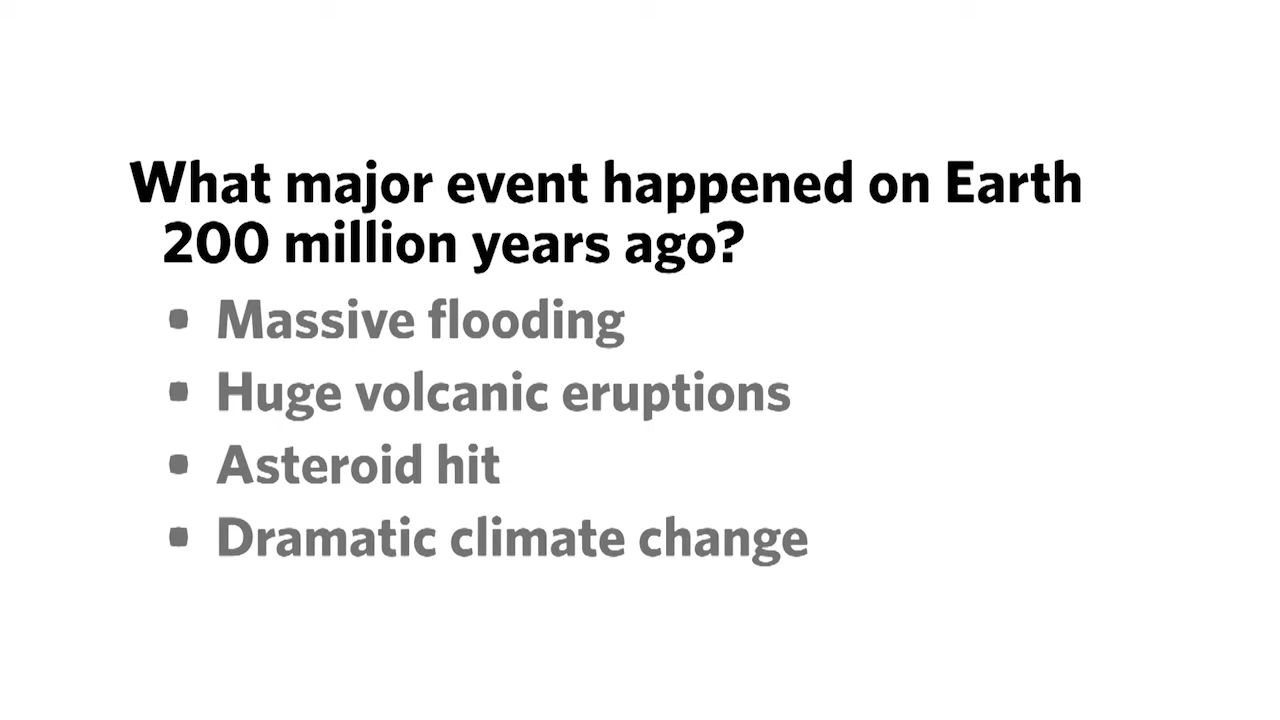 What major event happened on Earth
200 million years ago?
• Massive flooding
• Huge volcanic eruptions
• Asteroid hit
• Dramatic climate change